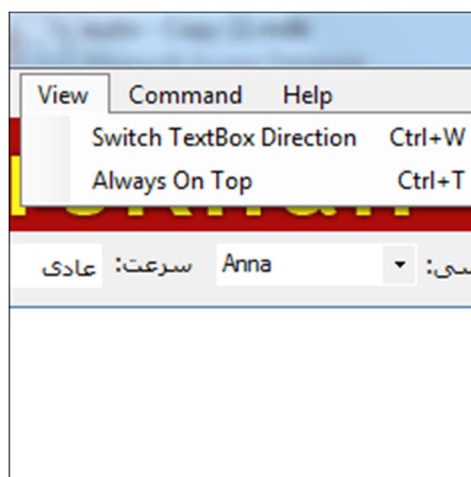 View Command Help
Switch TextBox Direction Ctrl+W
Always On Top Ctrl+T
سرعت: عادی Anna